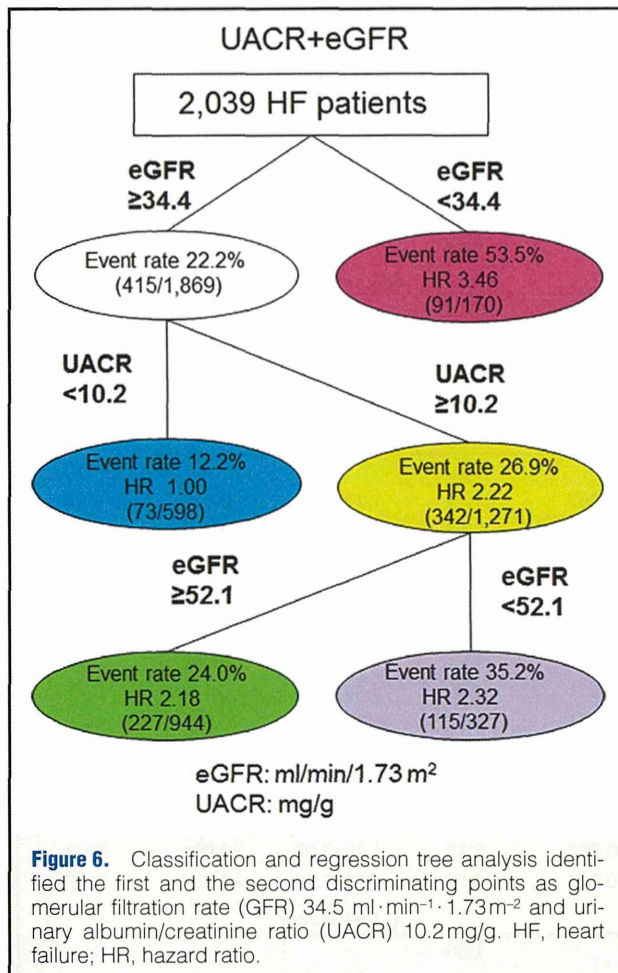 UACR+eGFR
2,039 HF patients
eGFR
≥34.4
eGFR
<34.4
Event rate 22.2%
(415/1,869)
Event rate 53.5%
HR 3.46
(91/170)
UACR
<10.2
UACR
≥10.2
Event rate 12.2%
HR 1.00
(73/598)
Event rate 26.9%
HR 2.22
(342/1,271)
eGFR
≥52.1
eGFR
<52.1
Event rate 24.0%
HR 2.18
(227/944)
Event rate 35.2%
HR 2.32
(115/327)
eGFR: ml/min/1.73 m²
UACR: mg/g
Figure 6. Classification and regression tree analysis identi-
fied the first and the second discriminating points as glo-
merular filtration rate (GFR) 34.5 ml·min⁻¹·1.73 m⁻² and uri-
nary albumin/creatinine ratio (UACR) 10.2 mg/g. HF, heart
failure; HR, hazard ratio.